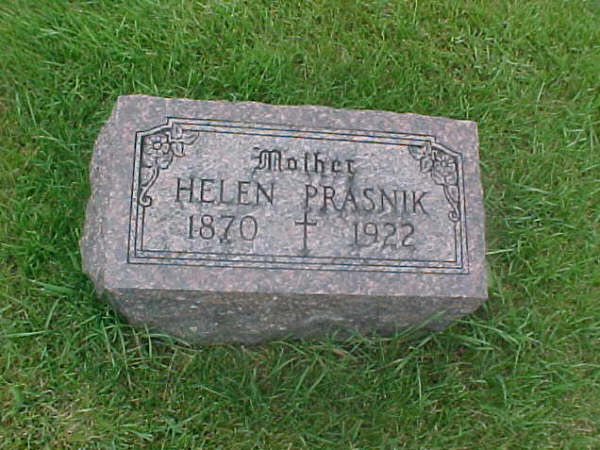 Mother
HELEN PRASNIK
1870 † 1922